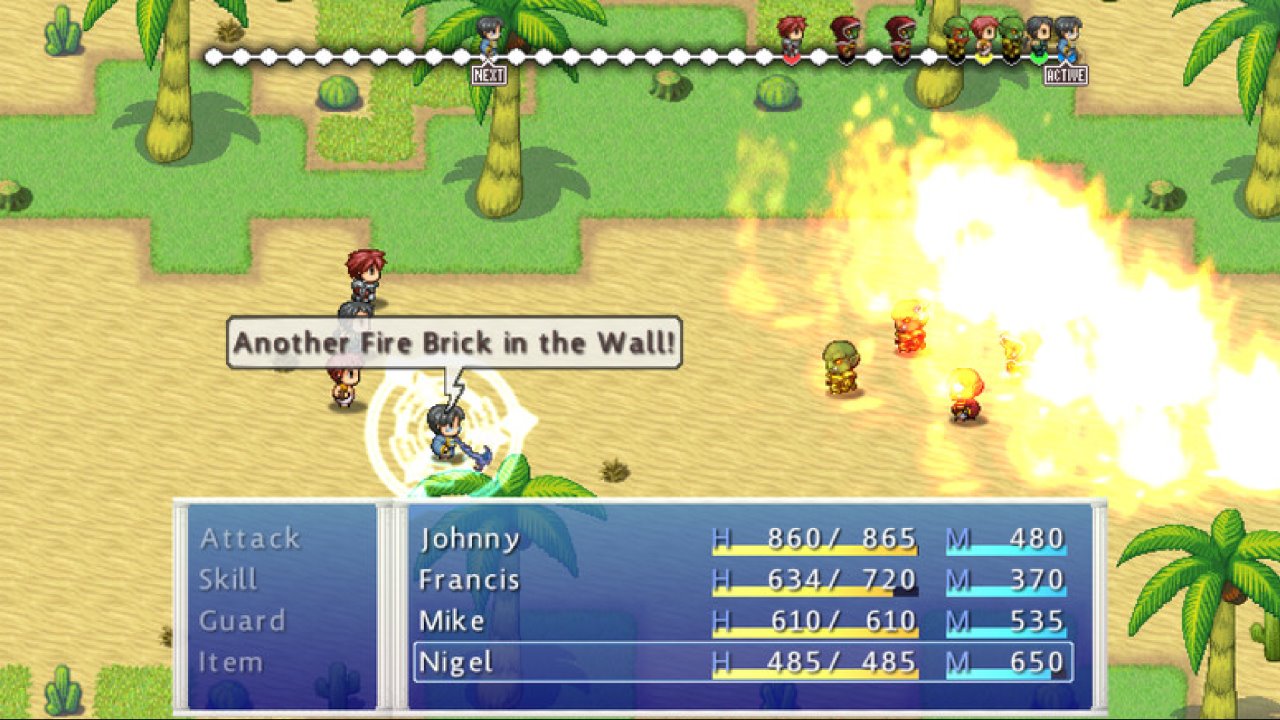 NEXT
ACTIVE
Another Fire Brick in the Wall!
Attack
Skill
Guard
Item
Johnny H 860/ 865 M 480
Francis H 634/ 720 M 370
Mike H 610/ 610 M 535
Nigel H 485/ 485 M 650